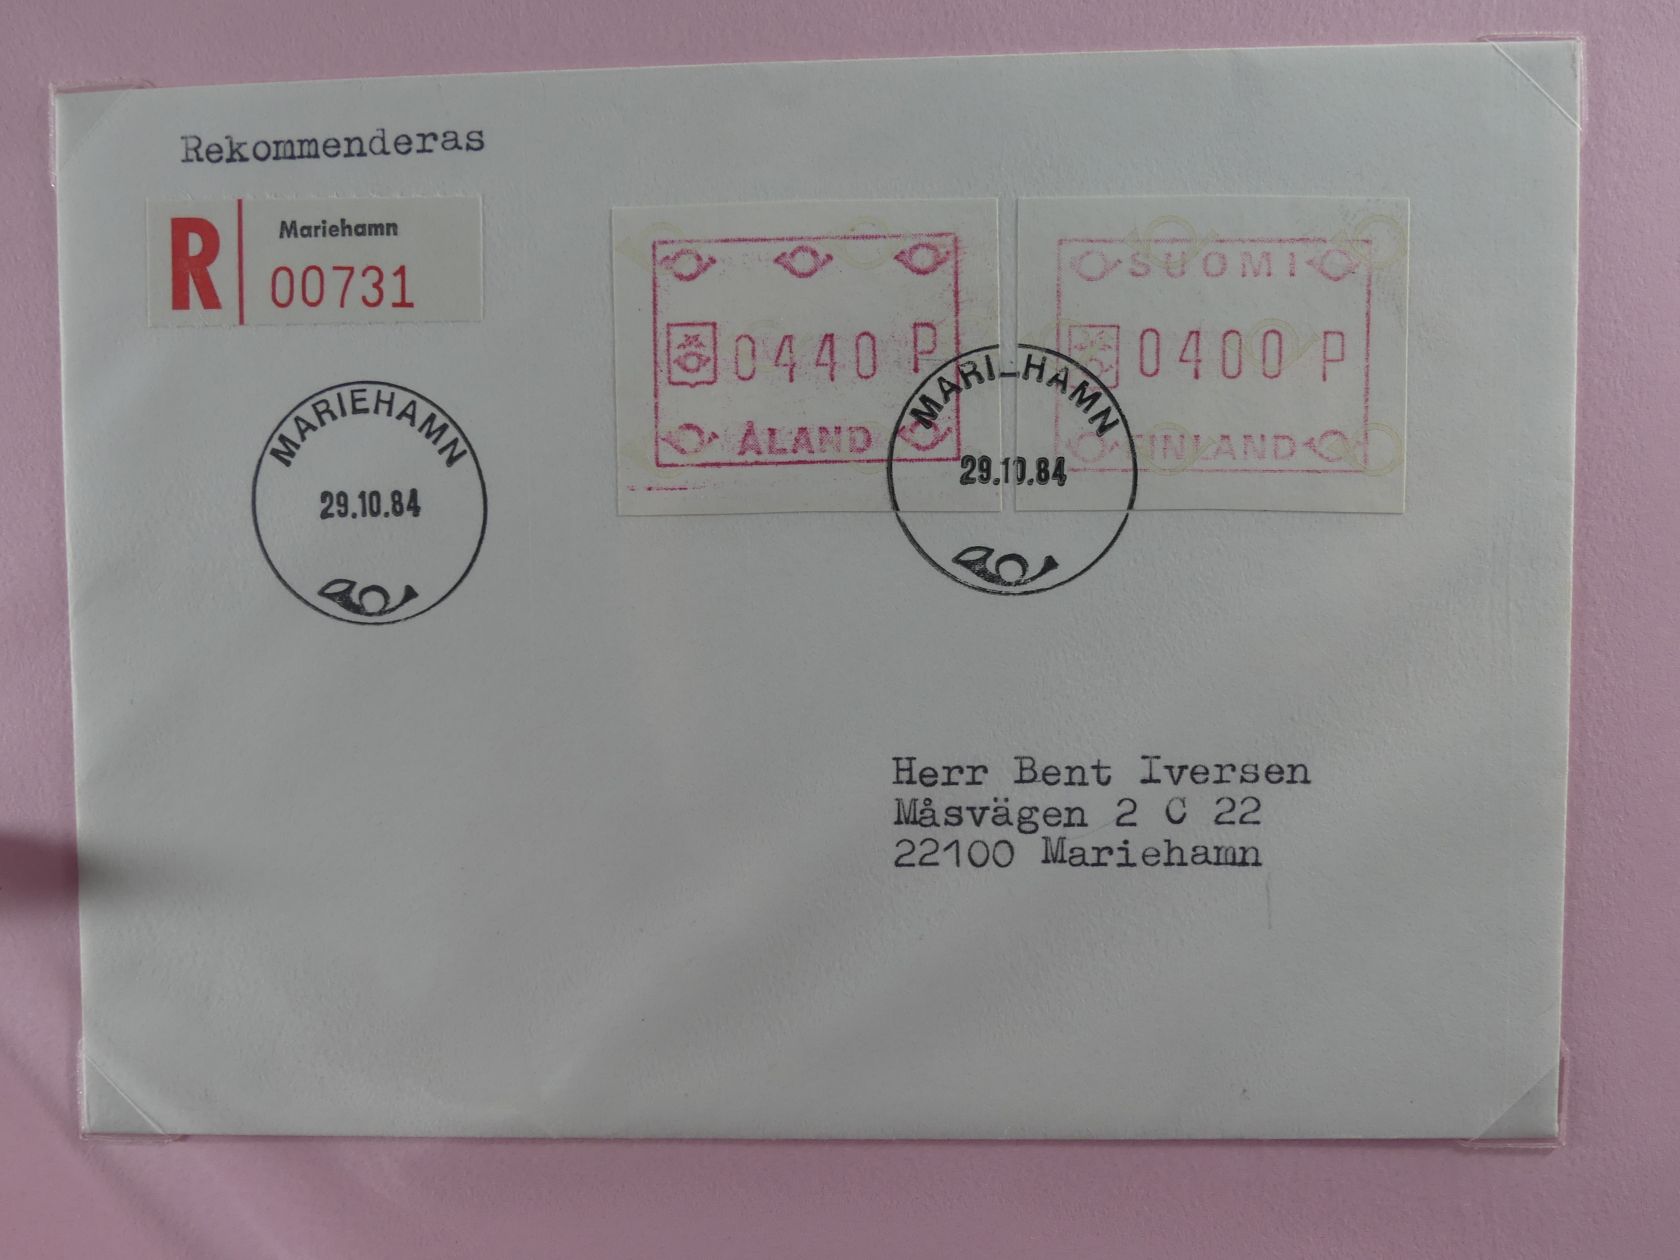 Rekommenderas
R
Mariehamn
00731
ÅLAND
0440 P
SUOMI
0400 P
FINLAND
MARIEHAMN
29.10.84
MARI HAMN
29.10.84
Herr Bent Iversen
Måsvägen 2 C 22
22100 Mariehamn